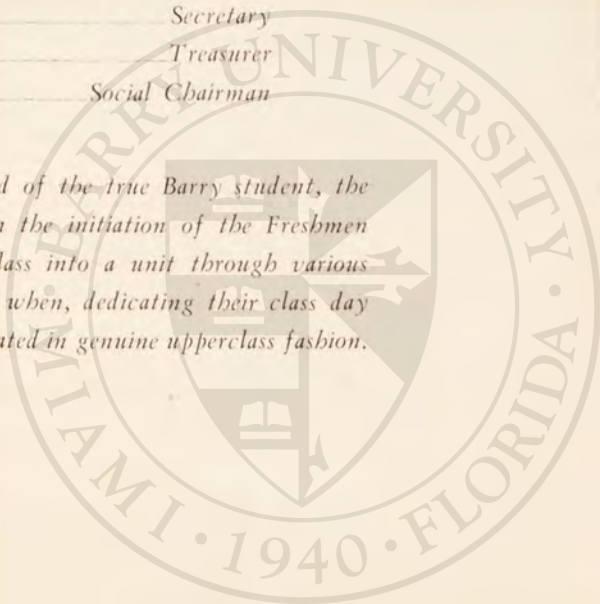 Secretary
Treasurer
Social Chairman
d of the true Barry student, the
n the initiation of the Freshmen
lass into a unit through various
when, dedicating their class day
ated in genuine upperclass fashion.
BARRY UNIVERSITY
MIAMI · 1940 · FLORIDA